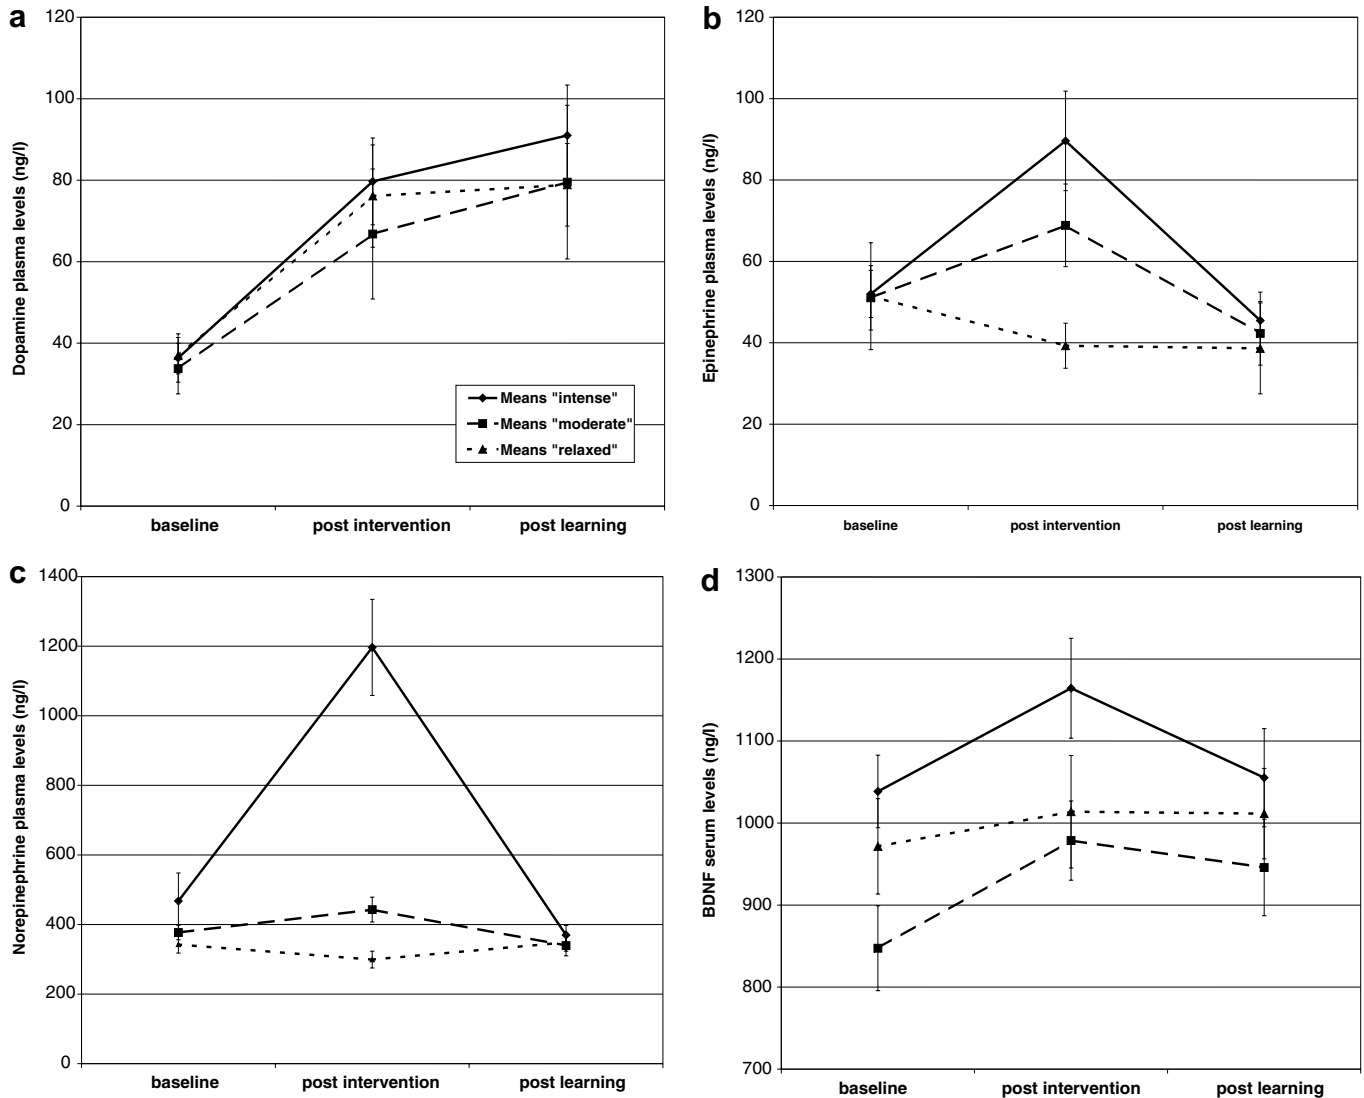 a
Dopamine plasma levels (ng/l)
120
100
80
60
40
20
0
baseline post intervention post learning
Means "intense"
Means "moderate"
Means "relaxed"
b
Epinephrine plasma levels (ng/l)
120
100
80
60
40
20
0
baseline post intervention post learning
c
Norepinephrine plasma levels (ng/l)
1400
1200
1000
800
600
400
200
0
baseline post intervention post learning
d
BDNF serum levels (ng/l)
1300
1200
1100
1000
900
800
700
baseline post intervention post learning